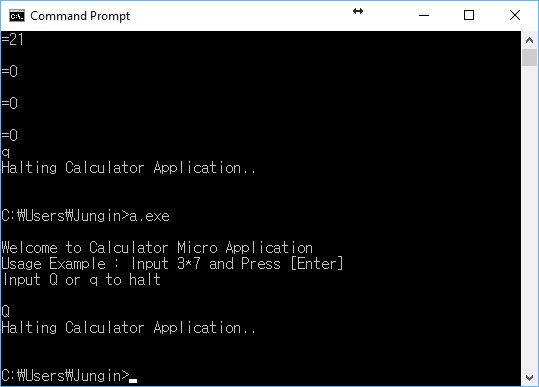 Command Prompt
=21
=0
=0
=0
q
Halting Calculator Application..
C:₩Users₩Jungin>a.exe
Welcome to Calculator Micro Application
Usage Example : Input 3*7 and Press [Enter]
Input Q or q to halt
Q
Halting Calculator Application..
C:₩Users₩Jungin>